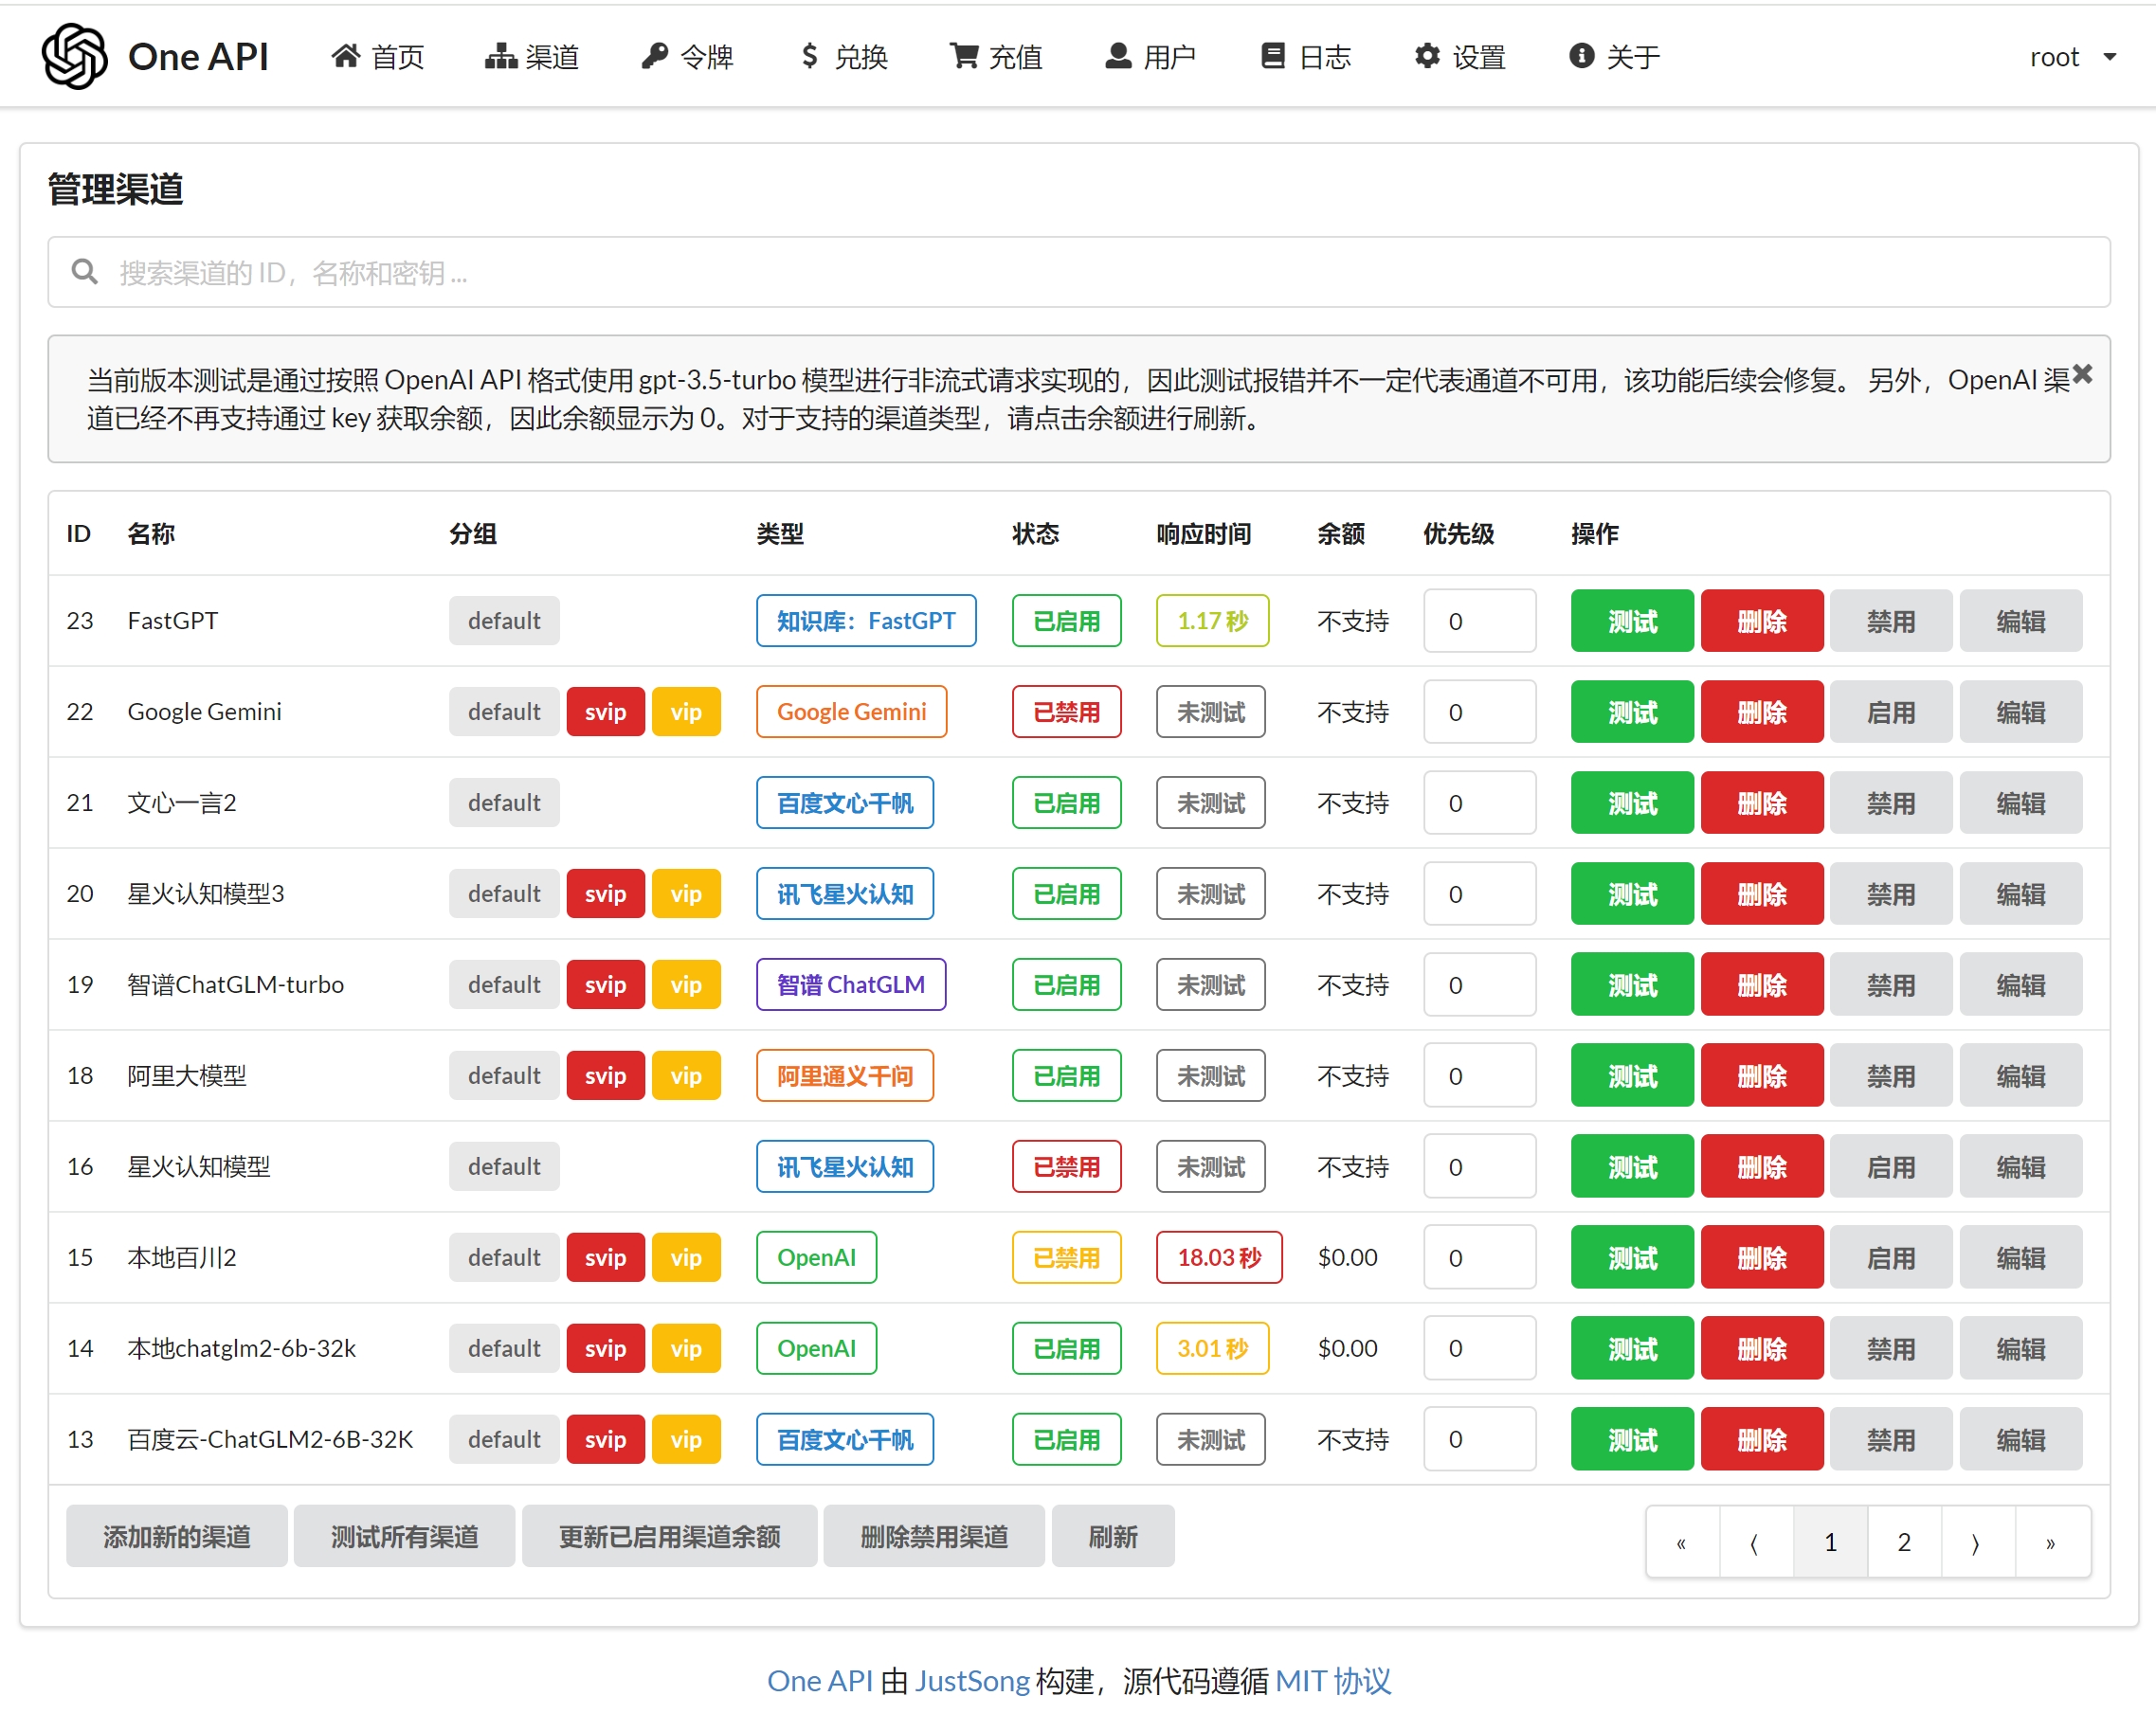 One API 首页 渠道 令牌 兑换 充值 用户 日志 设置 关于 root
管理渠道
搜索渠道的 ID，名称和密钥 ...
当前版本测试是通过按照 OpenAI API 格式使用 gpt-3.5-turbo 模型进行非流式请求实现的，因此测试报错并不一定代表通道不可用，该功能后续会修复。 另外，OpenAI 渠
道已经不再支持通过 key 获取余额，因此余额显示为 0。对于支持的渠道类型，请点击余额进行刷新。
ID 名称 分组 类型 状态 响应时间 余额 优先级 操作
23 FastGPT default 知识库：FastGPT 已启用 1.17 秒 不支持 0 测试 删除 禁用 编辑
22 Google Gemini default svip vip Google Gemini 已禁用 未测试 不支持 0 测试 删除 启用 编辑
21 文心一言2 default 百度文心千帆 已启用 未测试 不支持 0 测试 删除 禁用 编辑
20 星火认知模型3 default svip vip 讯飞星火认知 已启用 未测试 不支持 0 测试 删除 禁用 编辑
19 智谱ChatGLM-turbo default svip vip 智谱 ChatGLM 已启用 未测试 不支持 0 测试 删除 禁用 编辑
18 阿里大模型 default svip vip 阿里通义千问 已启用 未测试 不支持 0 测试 删除 禁用 编辑
16 星火认知模型 default 讯飞星火认知 已禁用 未测试 不支持 0 测试 删除 启用 编辑
15 本地百川2 default svip vip OpenAI 已禁用 18.03 秒 $0.00 0 测试 删除 启用 编辑
14 本地chatglm2-6b-32k default svip vip OpenAI 已启用 3.01 秒 $0.00 0 测试 删除 禁用 编辑
13 百度云-ChatGLM2-6B-32K default svip vip 百度文心千帆 已启用 未测试 不支持 0 测试 删除 禁用 编辑
添加新的渠道 测试所有渠道 更新已启用渠道余额 删除禁用渠道 刷新 « ⟨ 1 2 ⟩ »
One API 由 JustSong 构建，源代码遵循 MIT 协议